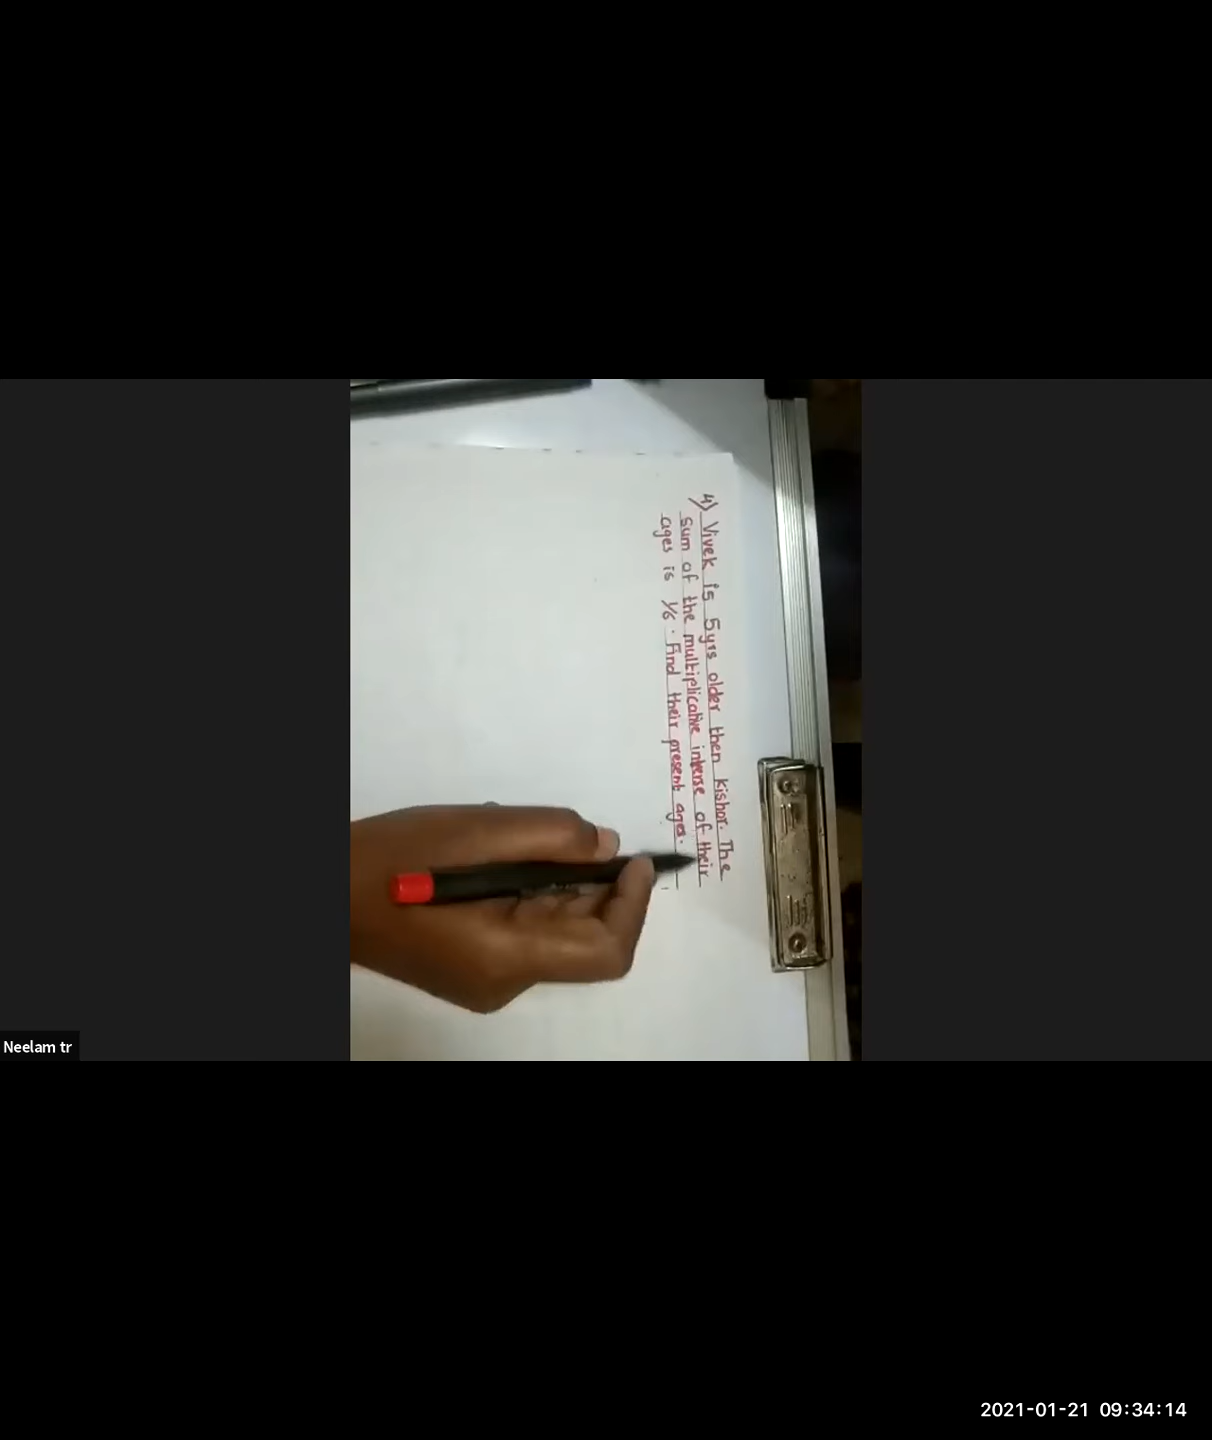 4) Vivek is 5yrs older then kishor. The
sum of the multiplicative inverse of their
ages is 1/6. Find their present ages.
Neelam tr
2021-01-21 09:34:14